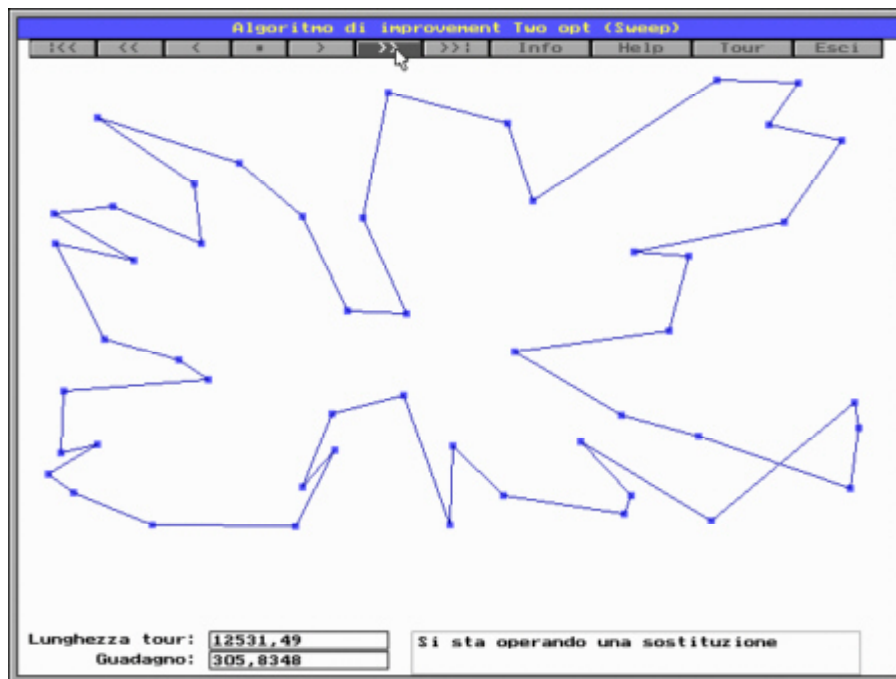 Algoritmo di improvement Two opt (Sweep)
|<< << < ▪ > >> >>| Info Help Tour Esci
Lunghezza tour: 12531,49
Guadagno: 305,8348
Si sta operando una sostituzione